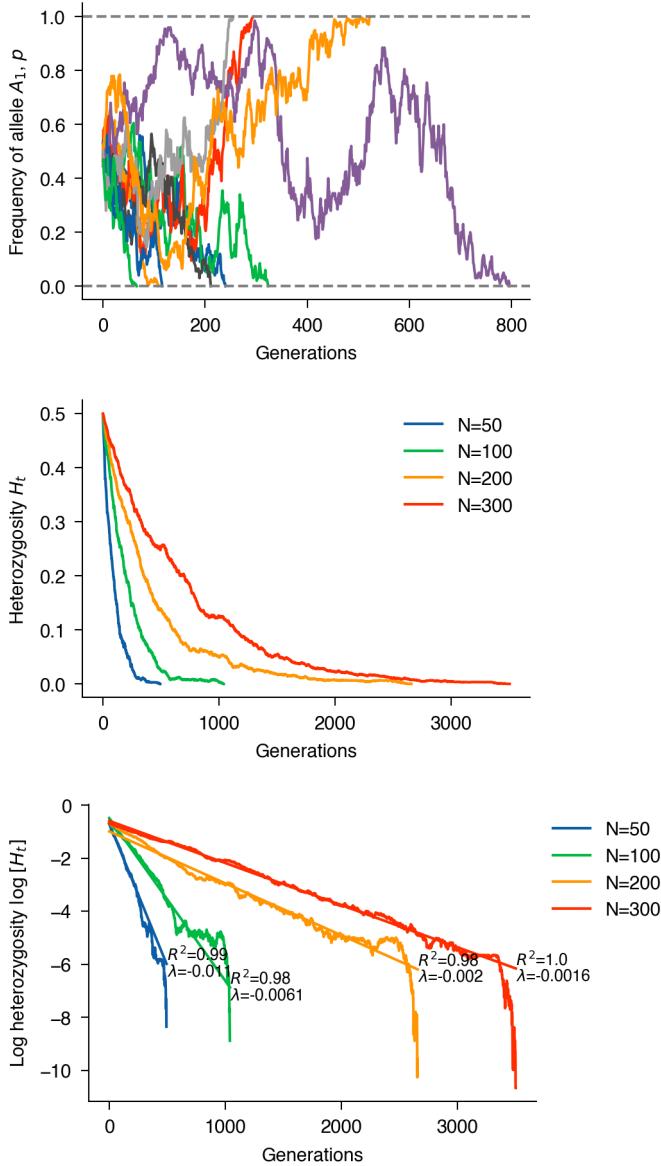 1.0
0.8
0.6
0.4
0.2
0.0
Frequency of allele A₁, p
0 200 400 600 800
Generations
0.5
0.4
0.3
0.2
0.1
0.0
Heterozygosity Hₜ
N=50
N=100
N=200
N=300
0 1000 2000 3000
Generations
0
−2
−4
−6
−8
−10
Log heterozygosity log [Hₜ]
N=50
N=100
N=200
N=300
R²=0.99
λ=-0.011
R²=0.98
λ=-0.0061
R²=0.98
λ=-0.002
R²=1.0
λ=-0.0016
0 1000 2000 3000
Generations